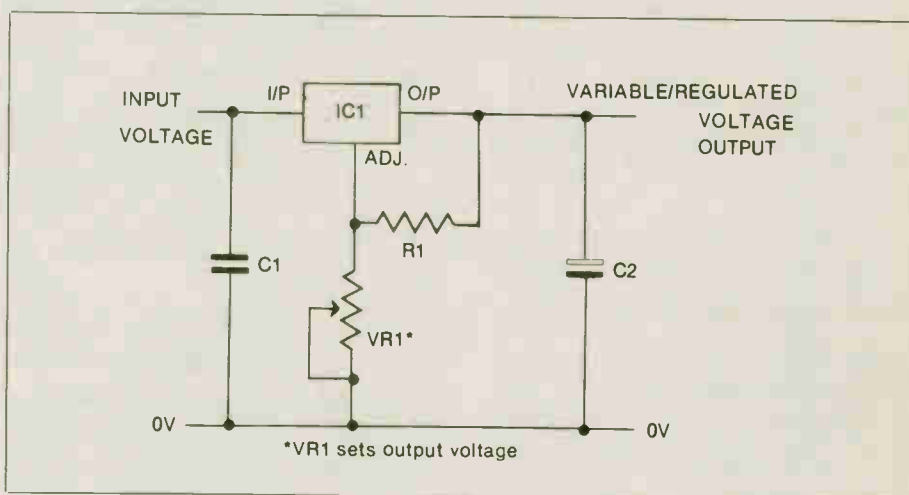 INPUT
VOLTAGE
I/P
IC1
O/P
ADJ.
VARIABLE/REGULATED
VOLTAGE
OUTPUT
C1
R1
VR1*
C2
0V
0V
*VR1 sets output voltage